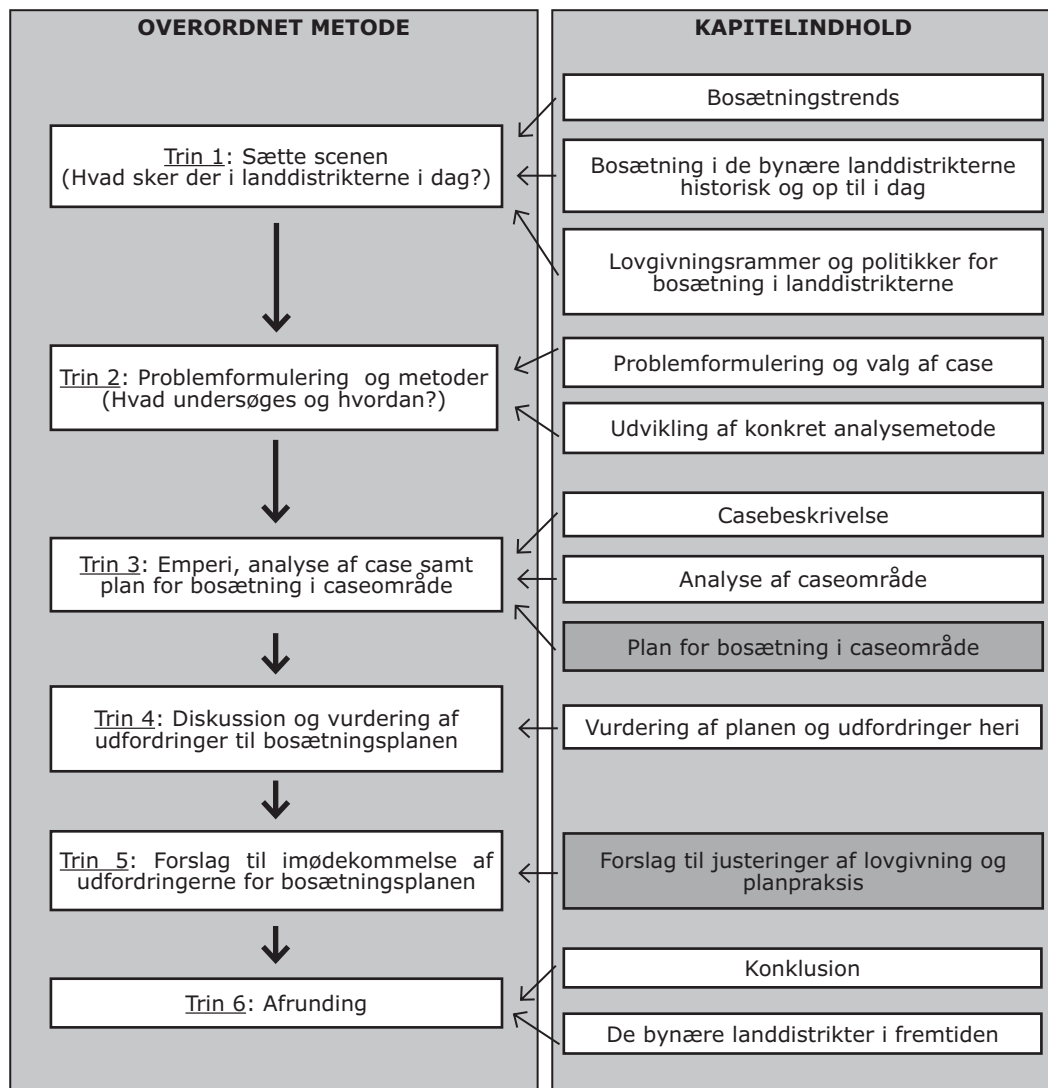 OVERORDNET METODE
Trin 1: Sætte scenen
(Hvad sker der i landdistrikterne i dag?)
Trin 2: Problemformulering og metoder
(Hvad undersøges og hvordan?)
Trin 3: Emperi, analyse af case samt
plan for bosætning i caseområde
Trin 4: Diskussion og vurdering af
udfordringer til bosætningsplanen
Trin 5: Forslag til imødekommelse af
udfordringerne for bosætningsplanen
Trin 6: Afrunding
KAPITELINDHOLD
Bosætningstrends
Bosætning i de bynære landdistrikterne
historisk og op til i dag
Lovgivningsrammer og politikker for
bosætning i landdistrikterne
Problemformulering og valg af case
Udvikling af konkret analysemetode
Casebeskrivelse
Analyse af caseområde
Plan for bosætning i caseområde
Vurdering af planen og udfordringer heri
Forslag til justeringer af lovgivning og
planpraksis
Konklusion
De bynære landdistrikter i fremtiden